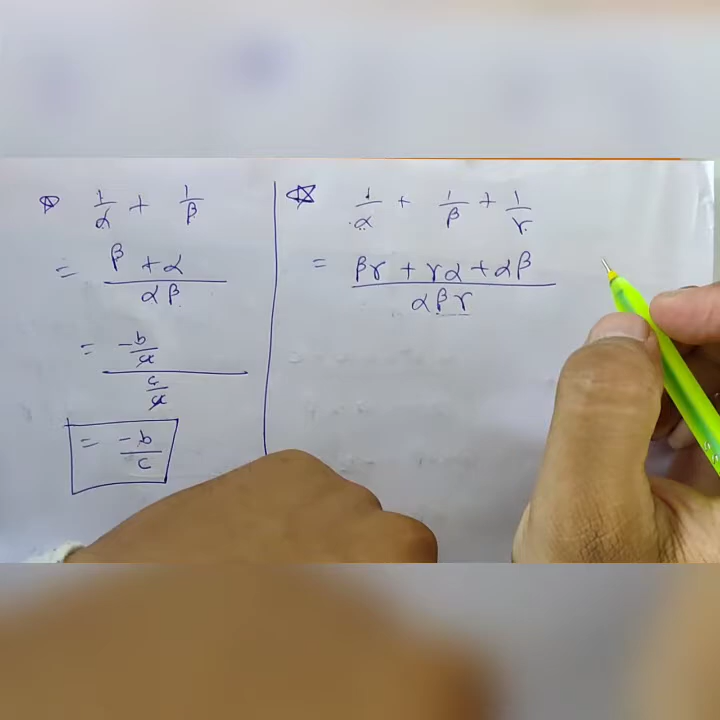 ☆ 1/α + 1/β
= β + α / αβ
= -b/a / c/a
= -b/c
☆ 1/α + 1/β + 1/γ
= βγ + γα + αβ / αβγ